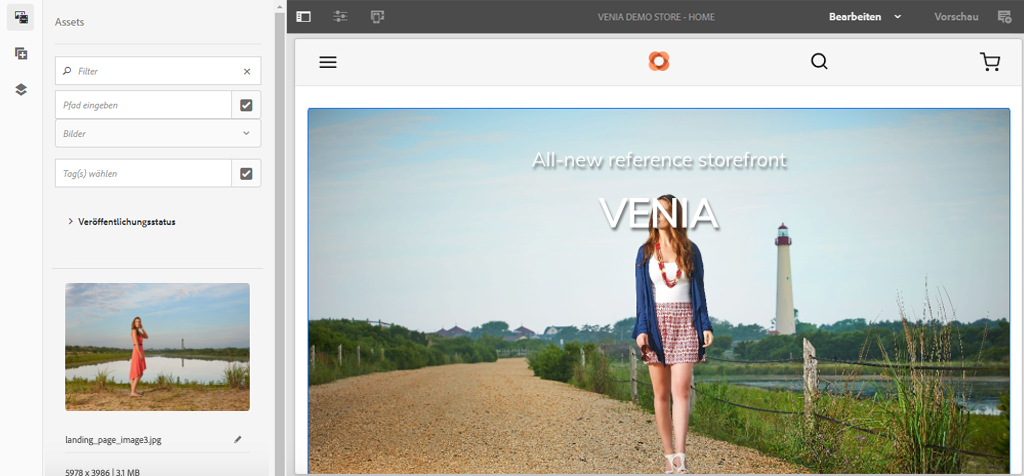 Assets
Filter
Pfad eingeben
Bilder
Tag(s) wählen
Veröffentlichungsstatus
landing_page_image3.jpg
5978 x 3986 | 3.1 MB
VENIA DEMO STORE - HOME
Bearbeiten
Vorschau
All-new reference storefront
VENIA